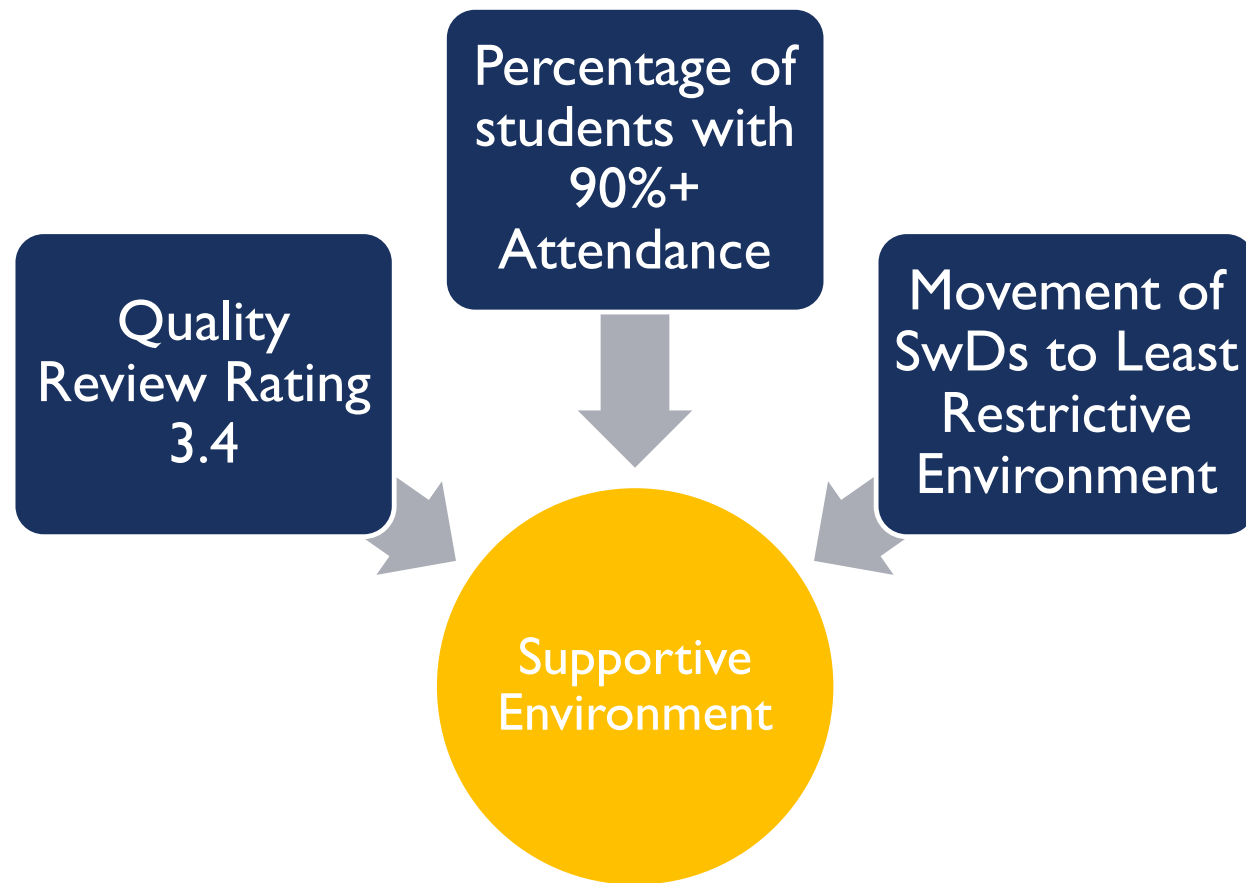 Quality
Review Rating
3.4
Percentage of
students with
90%+
Attendance
Movement of
SwDs to Least
Restrictive
Environment
Supportive
Environment